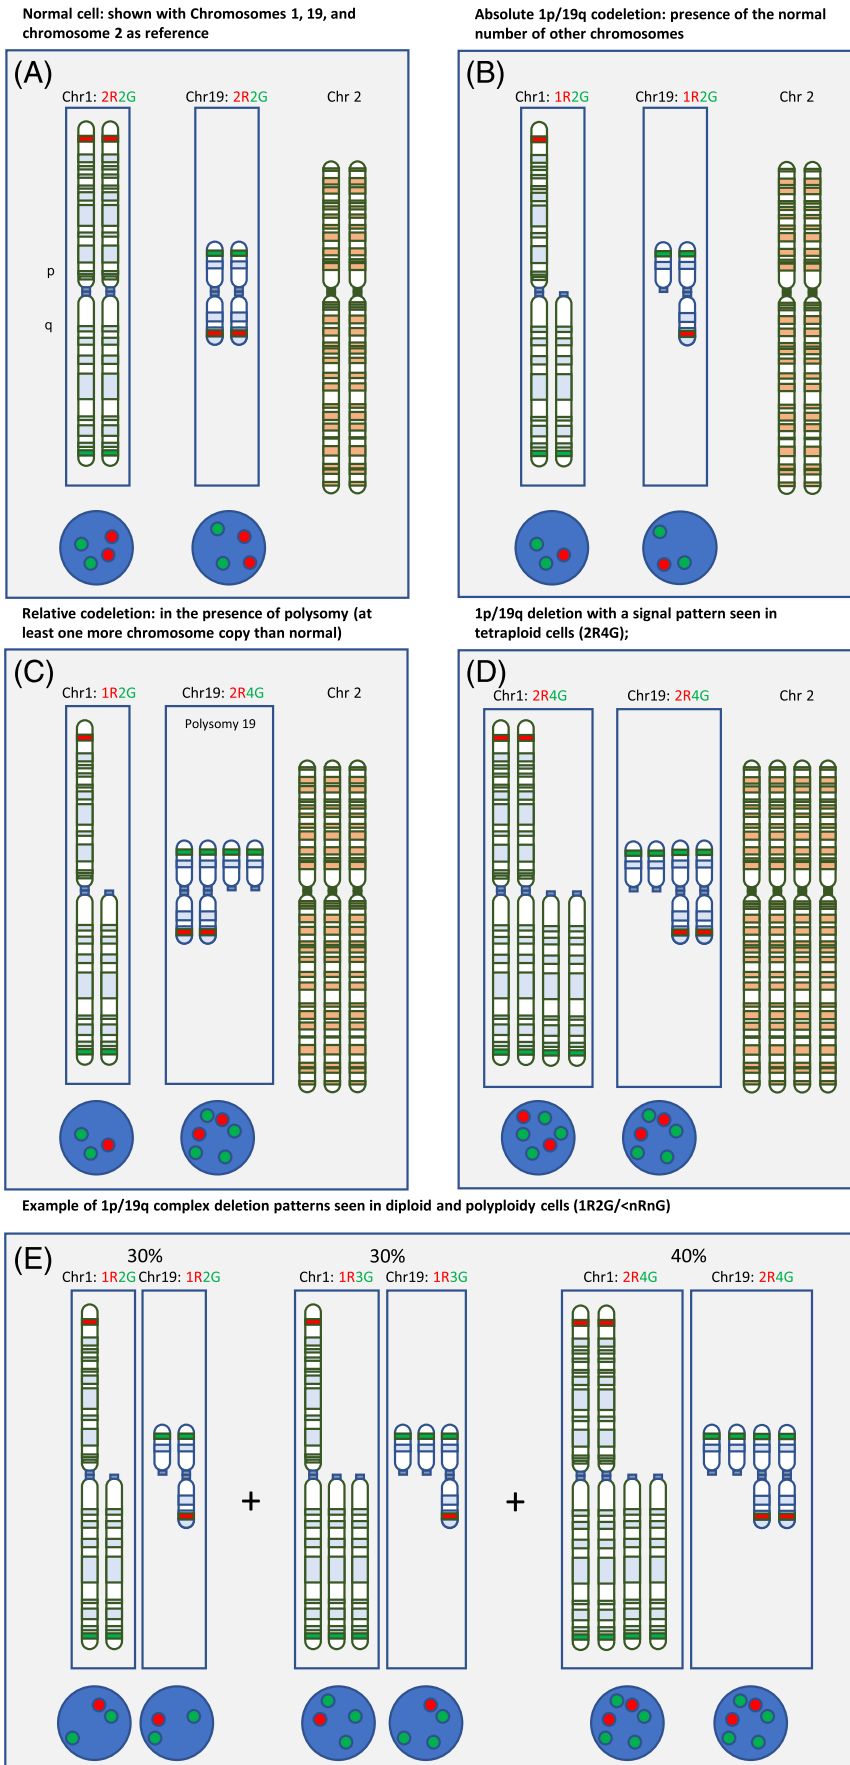 Normal cell: shown with Chromosomes 1, 19, and
chromosome 2 as reference
(A)
Chr1: 2R2G
Chr19: 2R2G
Chr 2
p
q
Absolute 1p/19q codeletion: presence of the normal
number of other chromosomes
(B)
Chr1: 1R2G
Chr19: 1R2G
Chr 2
Relative codeletion: in the presence of polysomy (at
least one more chromosome copy than normal)
(C)
Chr1: 1R2G
Chr19: 2R4G
Chr 2
Polysomy 19
1p/19q deletion with a signal pattern seen in
tetraploid cells (2R4G);
(D)
Chr1: 2R4G
Chr19: 2R4G
Chr 2
Example of 1p/19q complex deletion patterns seen in diploid and polyploidy cells (1R2G/<nRnG)
(E)
30%
Chr1: 1R2G
Chr19: 1R2G
+
30%
Chr1: 1R3G
Chr19: 1R3G
+
40%
Chr1: 2R4G
Chr19: 2R4G